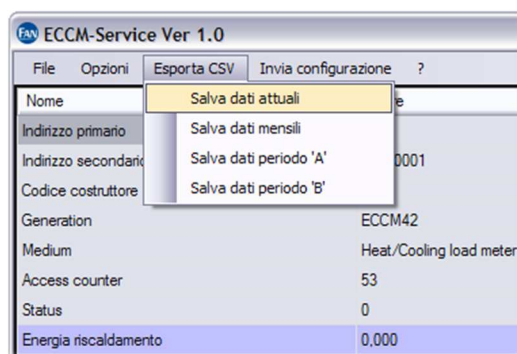 FAN ECCM-Service Ver 1.0
File Opzioni Esporta CSV Invia configurazione ?
Nome
Salva dati attuali
Indirizzo primario
Salva dati mensili
Indirizzo secondario
Salva dati periodo 'A'
0001
Codice costruttore
Salva dati periodo 'B'
Generation ECCM42
Medium Heat/Cooling load meter
Access counter 53
Status 0
Energia riscaldamento 0,000